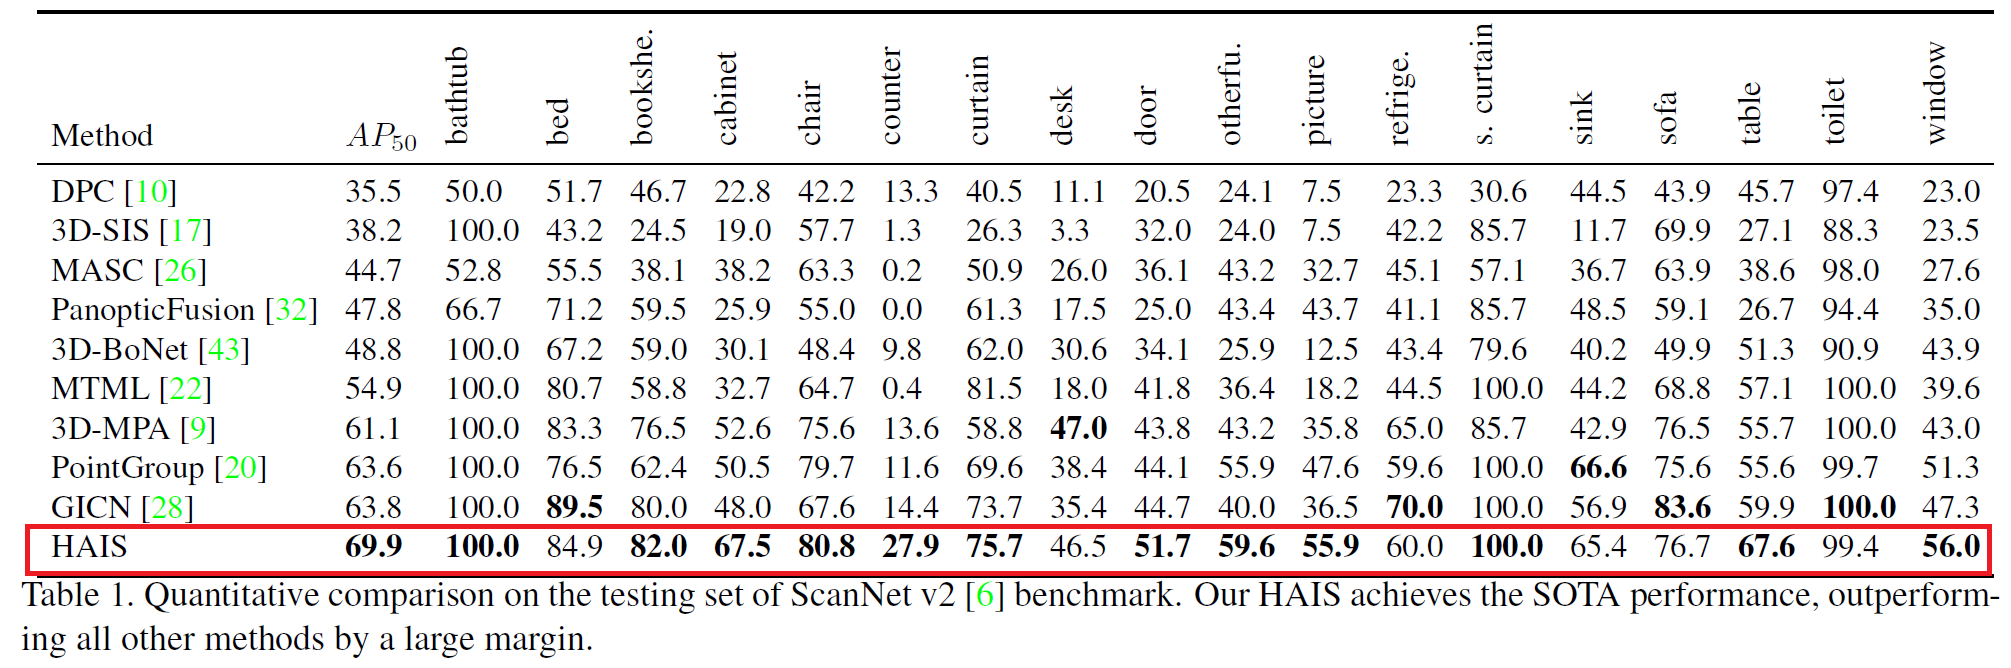 Method AP50 bathtub bed bookshe. cabinet chair counter curtain desk door otherfu. picture refrige. s. curtain sink sofa table toilet window
DPC [10] 35.5 50.0 51.7 46.7 22.8 42.2 13.3 40.5 11.1 20.5 24.1 7.5 23.3 30.6 44.5 43.9 45.7 97.4 23.0
3D-SIS [17] 38.2 100.0 43.2 24.5 19.0 57.7 1.3 26.3 3.3 32.0 24.0 7.5 42.2 85.7 11.7 69.9 27.1 88.3 23.5
MASC [26] 44.7 52.8 55.5 38.1 38.2 63.3 0.2 50.9 26.0 36.1 43.2 32.7 45.1 57.1 36.7 63.9 38.6 98.0 27.6
PanopticFusion [32] 47.8 66.7 71.2 59.5 25.9 55.0 0.0 61.3 17.5 25.0 43.4 43.7 41.1 85.7 48.5 59.1 26.7 94.4 35.0
3D-BoNet [43] 48.8 100.0 67.2 59.0 30.1 48.4 9.8 62.0 30.6 34.1 25.9 12.5 43.4 79.6 40.2 49.9 51.3 90.9 43.9
MTML [22] 54.9 100.0 80.7 58.8 32.7 64.7 0.4 81.5 18.0 41.8 36.4 18.2 44.5 100.0 44.2 68.8 57.1 100.0 39.6
3D-MPA [9] 61.1 100.0 83.3 76.5 52.6 75.6 13.6 58.8 47.0 43.8 43.2 35.8 65.0 85.7 42.9 76.5 55.7 100.0 43.0
PointGroup [20] 63.6 100.0 76.5 62.4 50.5 79.7 11.6 69.6 38.4 44.1 55.9 47.6 59.6 100.0 66.6 75.6 55.6 99.7 51.3
GICN [28] 63.8 100.0 89.5 80.0 48.0 67.6 14.4 73.7 35.4 44.7 40.0 36.5 70.0 100.0 56.9 83.6 59.9 100.0 47.3
HAIS 69.9 100.0 84.9 82.0 67.5 80.8 27.9 75.7 46.5 51.7 59.6 55.9 60.0 100.0 65.4 76.7 67.6 99.4 56.0
Table 1. Quantitative comparison on the testing set of ScanNet v2 [6] benchmark. Our HAIS achieves the SOTA performance, outperform-
ing all other methods by a large margin.